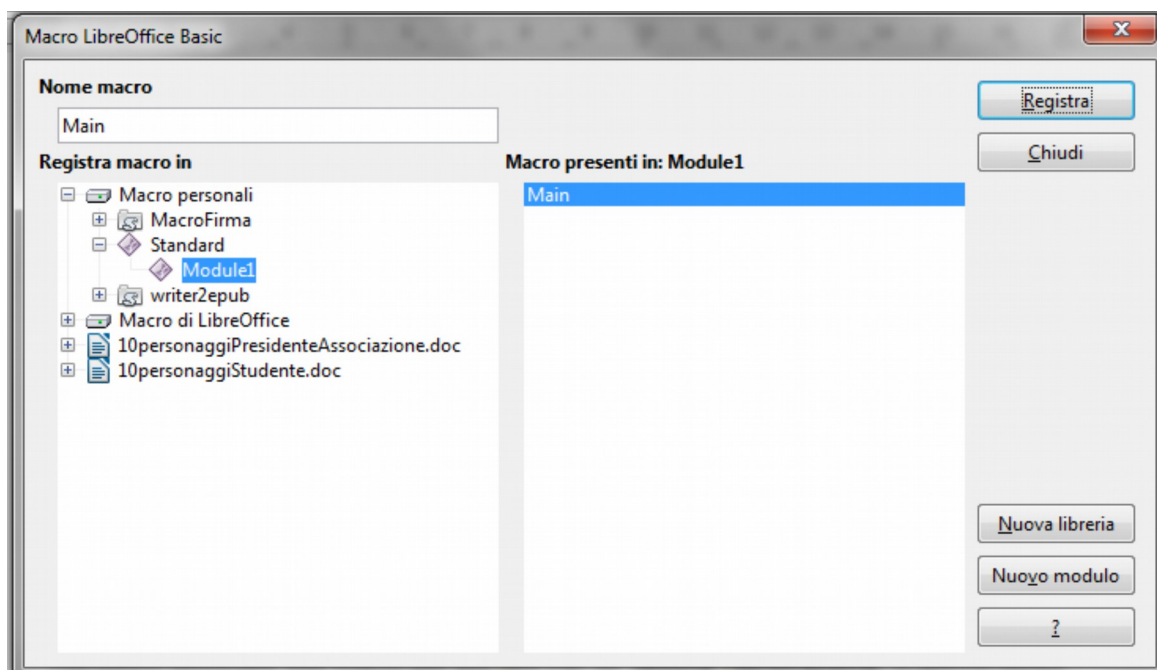 Macro LibreOffice Basic
Nome macro
Main
Registra macro in
Macro personali
MacroFirma
Standard
Module1
writer2epub
Macro di LibreOffice
10personaggiPresidenteAssociazione.doc
10personaggiStudente.doc
Macro presenti in: Module1
Main
Registra
Chiudi
Nuova libreria
Nuovo modulo
?